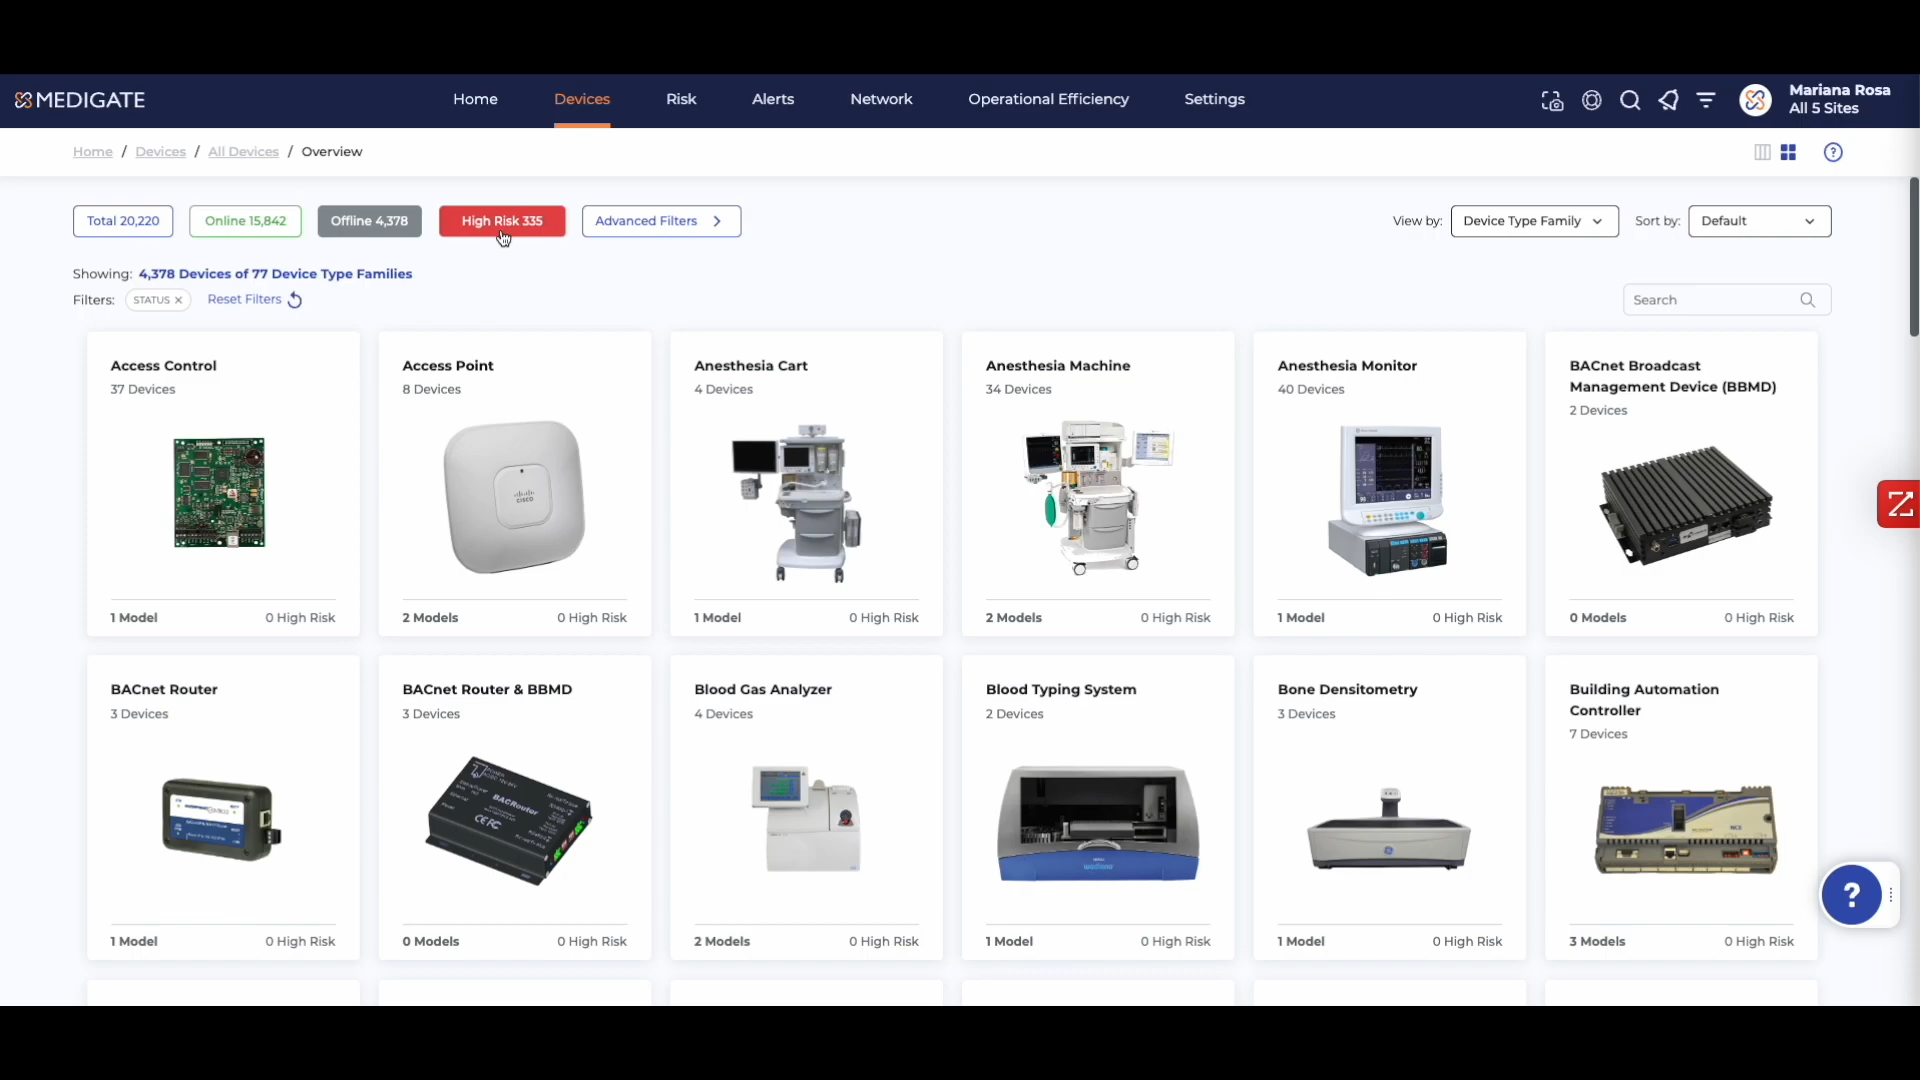 MEDIGATE
Home
Devices
Risk
Alerts
Network
Operational Efficiency
Settings
Mariana Rosa
All 5 Sites
Home / Devices / All Devices / Overview
?
Total 20,220
Online 15,842
Offline 4,378
High Risk 335
Advanced Filters
View by:
Device Type Family
Sort by:
Default
Showing: 4,378 Devices of 77 Device Type Families
Filters: STATUS ×
Reset Filters
Search
Access Control
37 Devices
1 Model
0 High Risk
Access Point
8 Devices
CISCO
2 Models
0 High Risk
Anesthesia Cart
4 Devices
1 Model
0 High Risk
Anesthesia Machine
34 Devices
2 Models
0 High Risk
Anesthesia Monitor
40 Devices
1 Model
0 High Risk
BACnet Broadcast
Management Device (BBMD)
2 Devices
0 Models
0 High Risk
BACnet Router
3 Devices
1 Model
0 High Risk
BACnet Router & BBMD
3 Devices
BACRouter
CE FC
0 Models
0 High Risk
Blood Gas Analyzer
4 Devices
2 Models
0 High Risk
Blood Typing System
2 Devices
1 Model
0 High Risk
Bone Densitometry
3 Devices
1 Model
0 High Risk
Building Automation
Controller
7 Devices
3 Models
0 High Risk
Z
?